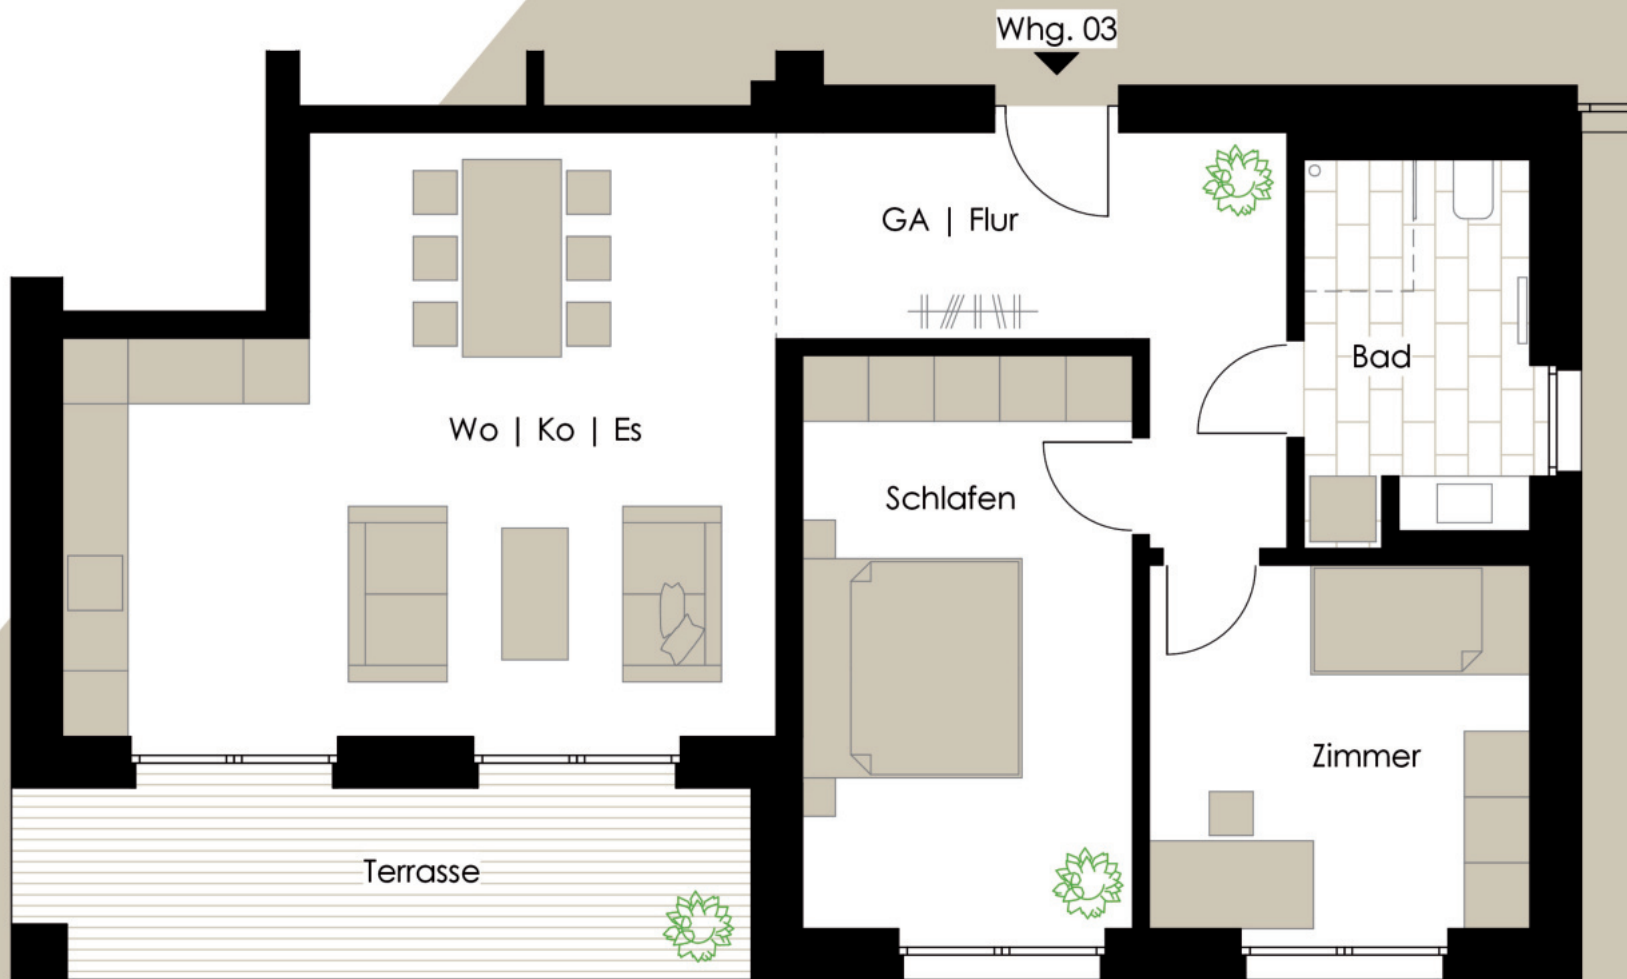 Whg. 03
GA | Flur
Bad
Wo | Ko | Es
Schlafen
Zimmer
Terrasse